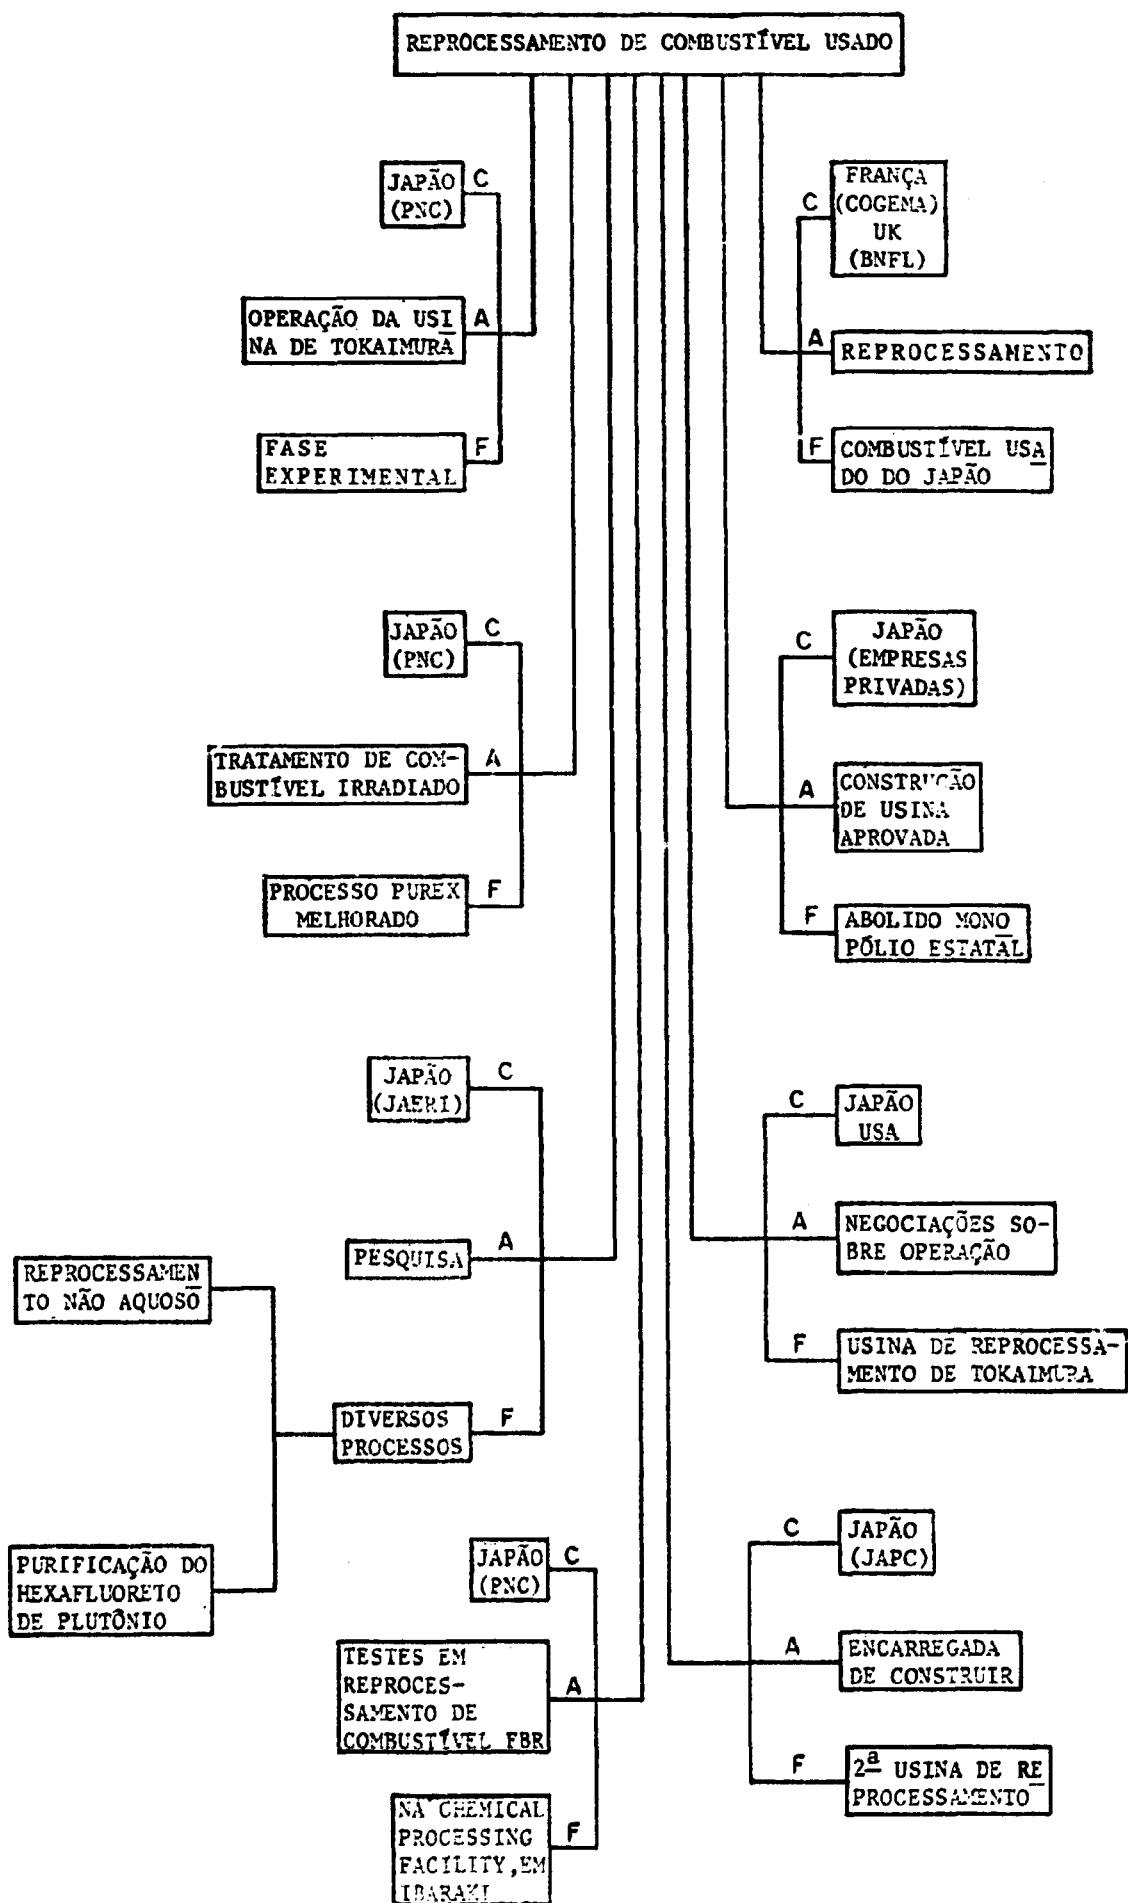 REPROCESSAMENTO DE COMBUSTÍVEL USADO
JAPÃO
(PNC)
C
OPERAÇÃO DA USI
NA DE TOKAIMURA
A
FASE
EXPERIMENTAL
F
JAPÃO
(PNC)
C
TRATAMENTO DE COM-
BUSTÍVEL IRRADIADO
A
PROCESSO PUREX
MELHORADO
F
JAPÃO
(JAERI)
C
PESQUISA
A
DIVERSOS
PROCESSOS
F
REPROCESSAMEN
TO NÃO AQUOSO
PURIFICAÇÃO DO
HEXAFLUORETO
DE PLUTÔNIO
JAPÃO
(PNC)
C
TESTES EM
REPROCES-
SAMENTO DE
COMBUSTÍVEL FBR
A
NA CHEMICAL
PROCESSING
FACILITY, EM
IBARAKI
F
C
FRANÇA
(COGEMA)
UK
(BNFL)
A
REPROCESSAMENTO
F
COMBUSTÍVEL USA
DO DO JAPÃO
C
JAPÃO
(EMPRESAS
PRIVADAS)
A
CONSTRUÇÃO
DE USINA
APROVADA
F
ABOLIDO MONO
PÓLIO ESTATAL
C
JAPÃO
USA
A
NEGOCIAÇÕES SO-
BRE OPERAÇÃO
F
USINA DE REPROCESSA-
MENTO DE TOKAIMURA
C
JAPÃO
(JAPC)
A
ENCARREGADA
DE CONSTRUIR
F
2ª USINA DE RE
PROCESSAMENTO